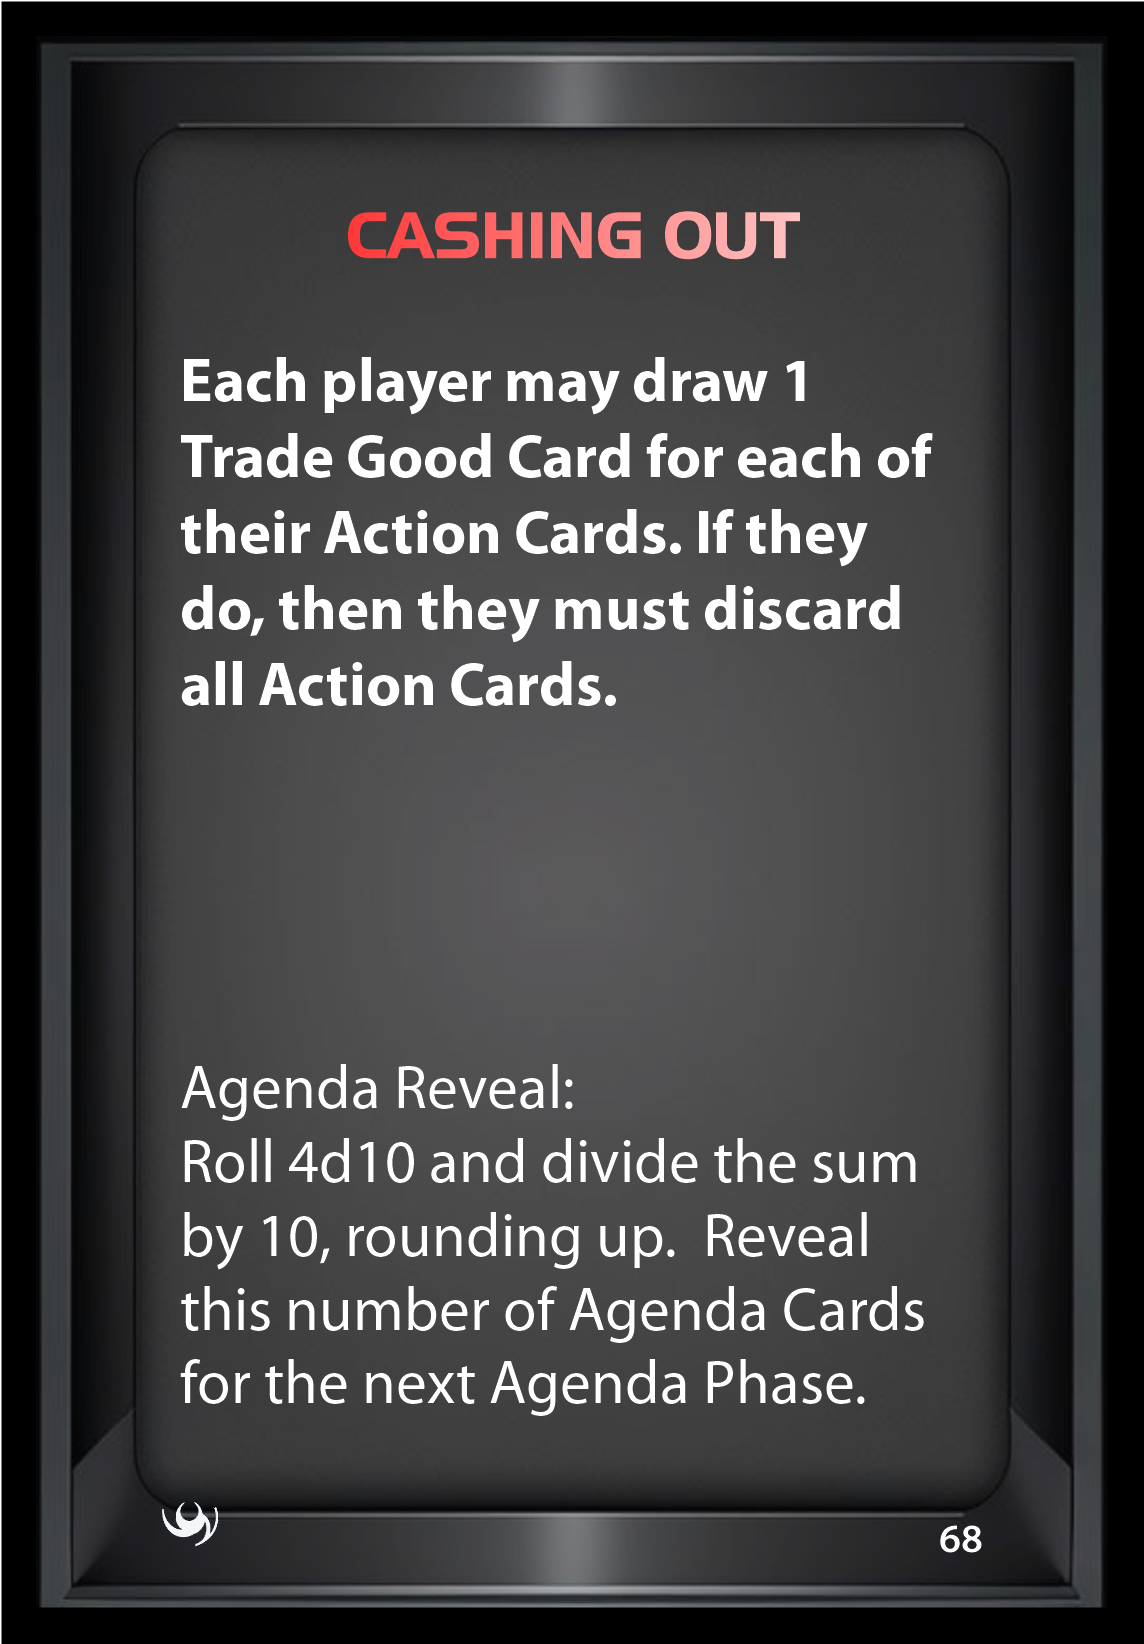 CASHING OUT
Each player may draw 1
Trade Good Card for each of
their Action Cards. If they
do, then they must discard
all Action Cards.
Agenda Reveal:
Roll 4d10 and divide the sum
by 10, rounding up.  Reveal
this number of Agenda Cards
for the next Agenda Phase.
68